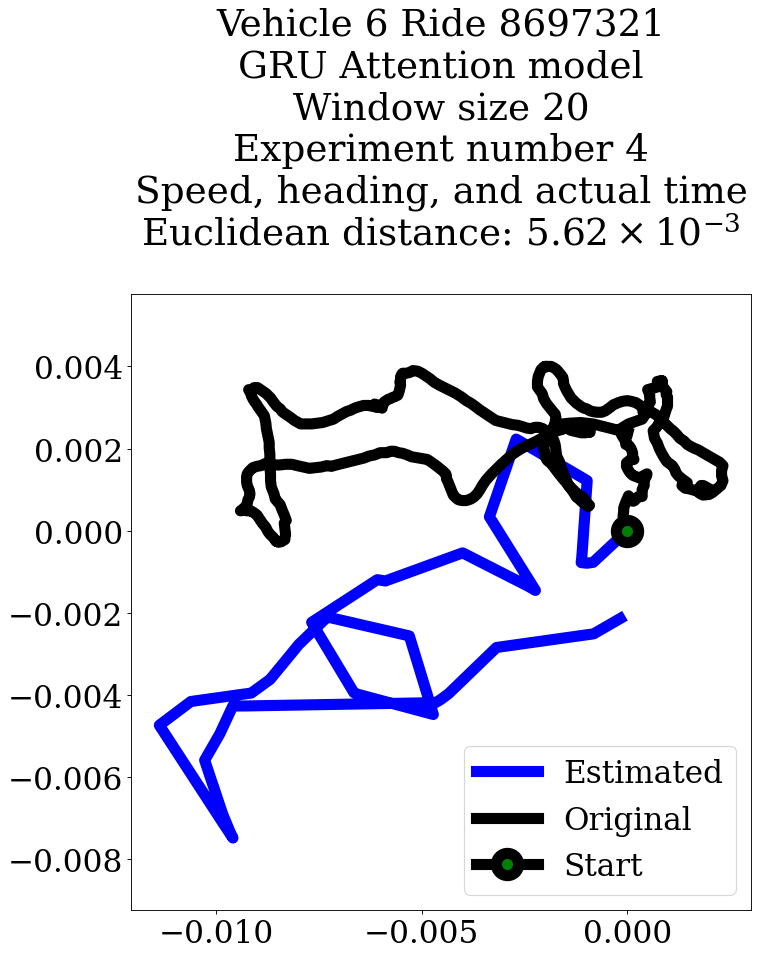 Vehicle 6 Ride 8697321
GRU Attention model
Window size 20
Experiment number 4
Speed, heading, and actual time
Euclidean distance: 5.62 × 10⁻³
0.004
0.002
0.000
−0.002
−0.004
−0.006
−0.008
Estimated
Original
Start
−0.010
−0.005
0.000